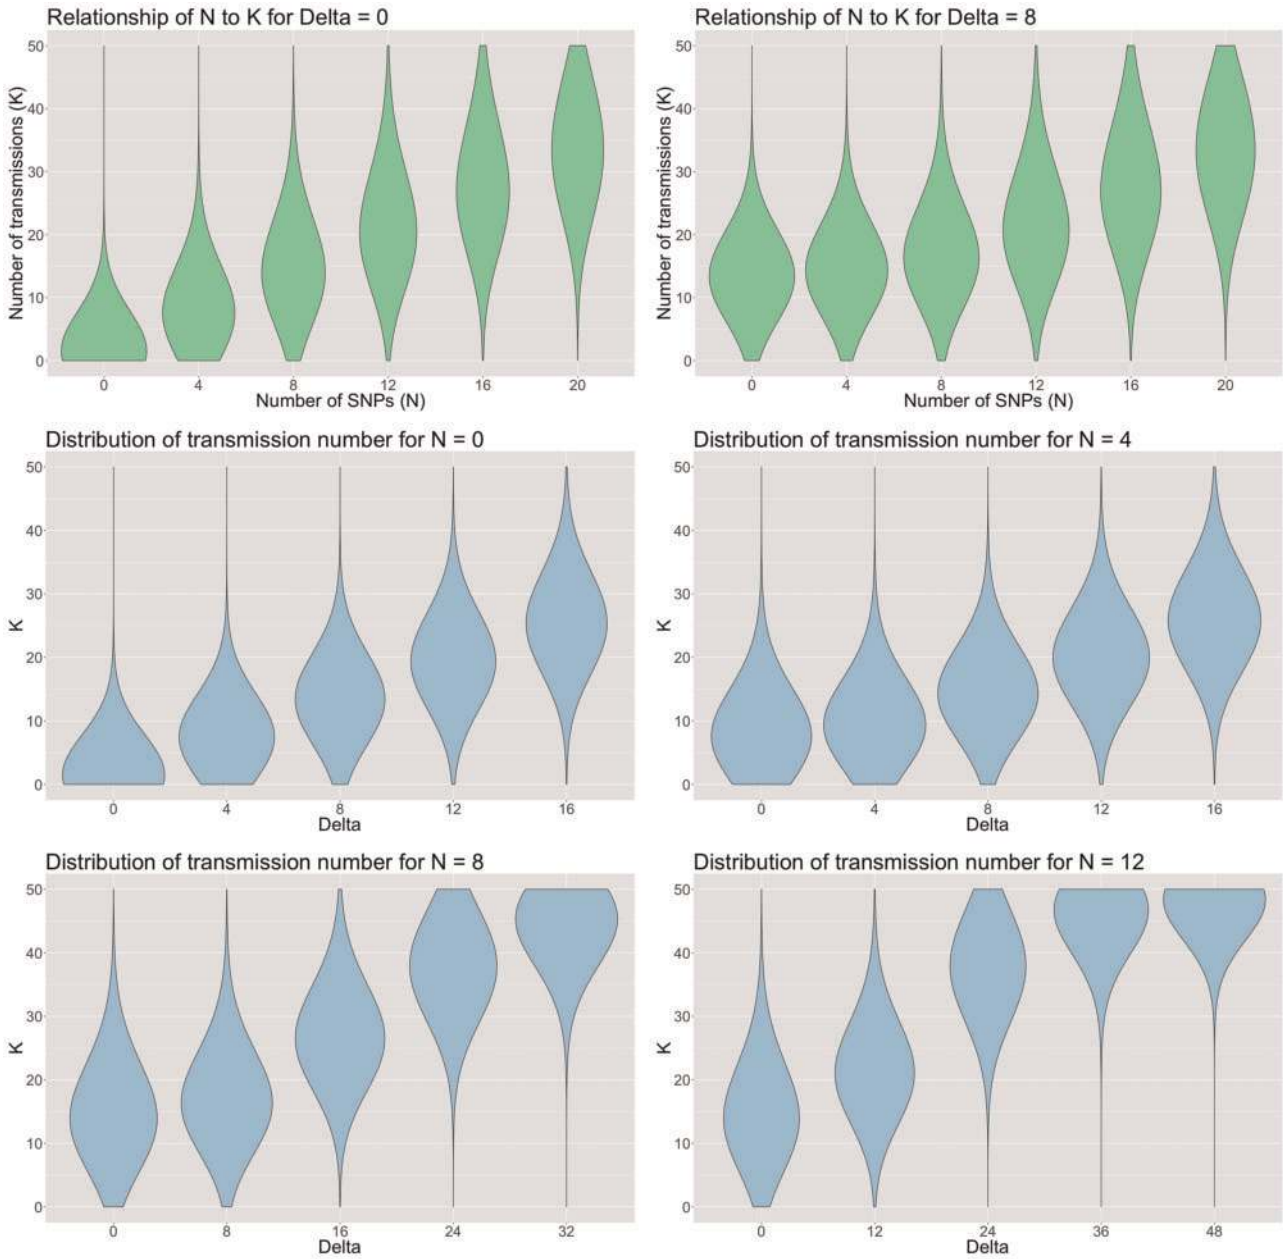 Relationship of N to K for Delta = 0
Number of transmissions (K)
50
40
30
20
10
0
0 4 8 12 16 20
Number of SNPs (N)
Relationship of N to K for Delta = 8
Number of transmissions (K)
50
40
30
20
10
0
0 4 8 12 16 20
Number of SNPs (N)
Distribution of transmission number for N = 0
K
50
40
30
20
10
0
0 4 8 12 16
Delta
Distribution of transmission number for N = 4
K
50
40
30
20
10
0
0 4 8 12 16
Delta
Distribution of transmission number for N = 8
K
50
40
30
20
10
0
0 8 16 24 32
Delta
Distribution of transmission number for N = 12
K
50
40
30
20
10
0
0 12 24 36 48
Delta